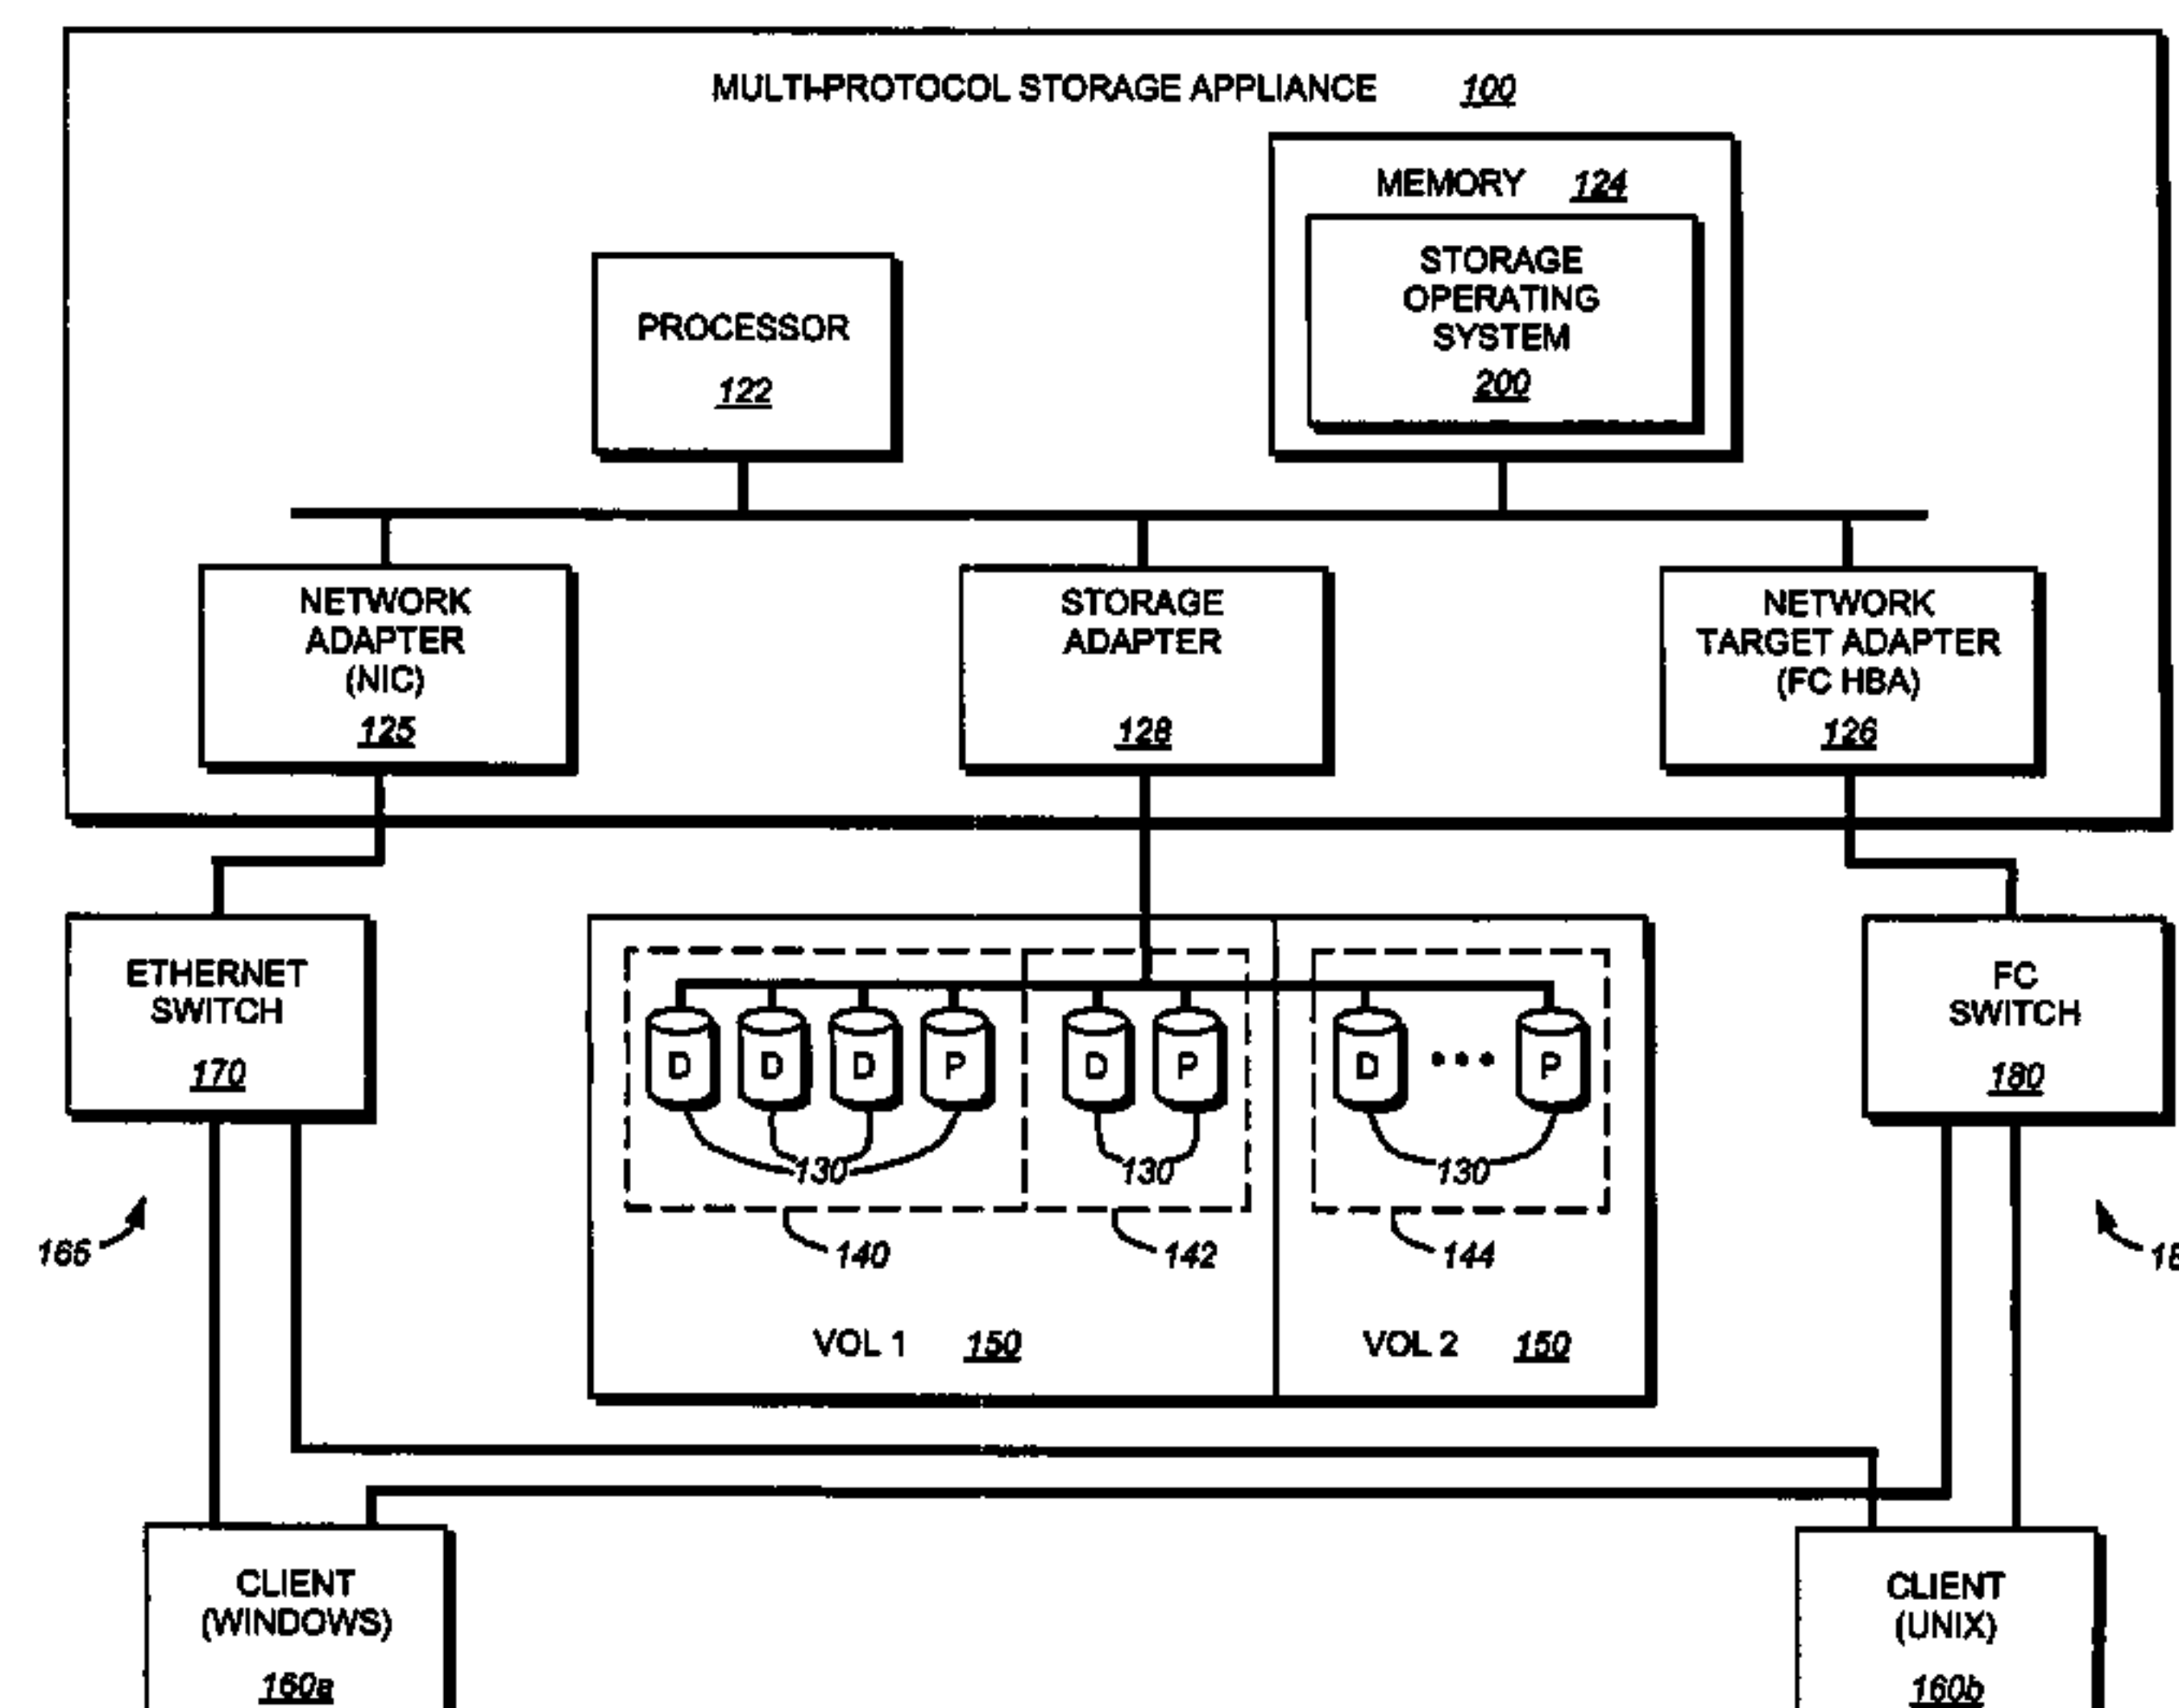 MULTI-PROTOCOL STORAGE APPLIANCE 100
MEMORY 124
STORAGE
OPERATING
SYSTEM
200
PROCESSOR
122
NETWORK
ADAPTER
(NIC)
125
STORAGE
ADAPTER
128
NETWORK
TARGET ADAPTER
(FC HBA)
126
ETHERNET
SWITCH
170
D D D P D P D ••• P
130 130 130
140 142 144
VOL 1 150 VOL 2 150
FC
SWITCH
180
165
CLIENT
(WINDOWS)
160a
CLIENT
(UNIX)
160b